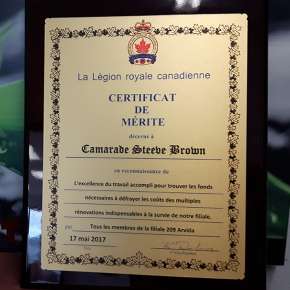 La Légion royale canadienne
CERTIFICAT
DE
MÉRITE
décerné à
Camarade Steeve Brown
en reconnaissance de
L'excellence du travail accompli pour trouver les fonds
nécessaires à défrayer les coûts des multiples
rénovations indispensables à la survie de notre filiale.
par Tous les membres de la filiale 209 Arvida
17 mai 2017